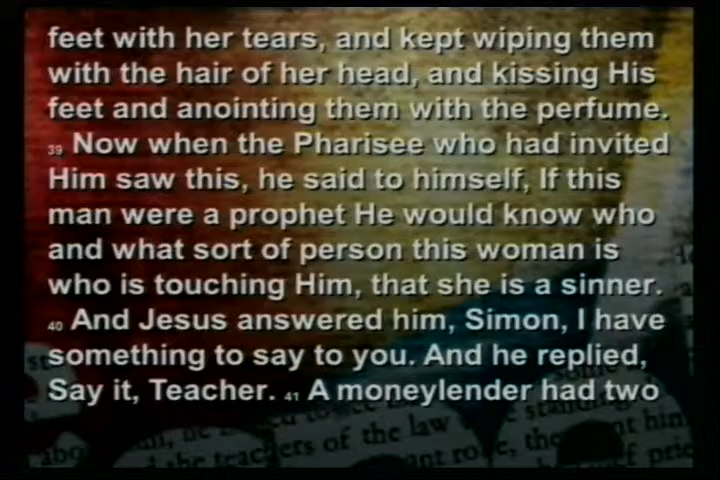 feet with her tears, and kept wiping them
with the hair of her head, and kissing His
feet and anointing them with the perfume.
39 Now when the Pharisee who had invited
Him saw this, he said to himself, If this
man were a prophet He would know who
and what sort of person this woman is
who is touching Him, that she is a sinner.
40 And Jesus answered him, Simon, I have
something to say to you. And he replied,
Say it, Teacher. 41 A moneylender had two
teachers of the law